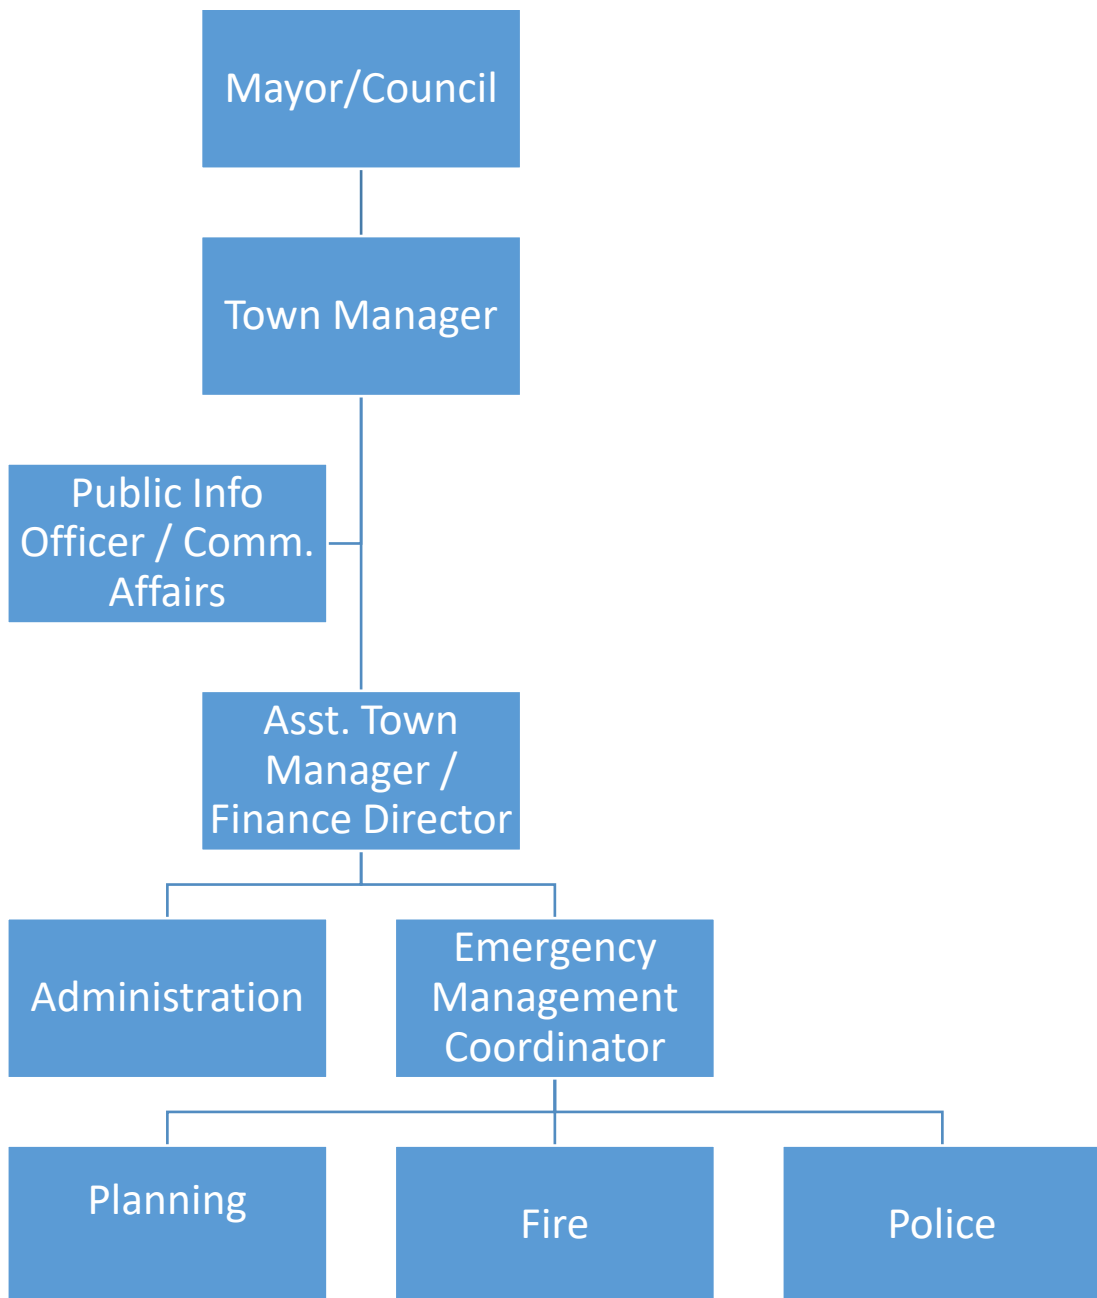 Mayor/Council
Town Manager
Public Info
Officer / Comm.
Affairs
Asst. Town
Manager /
Finance Director
Administration
Emergency
Management
Coordinator
Planning
Fire
Police